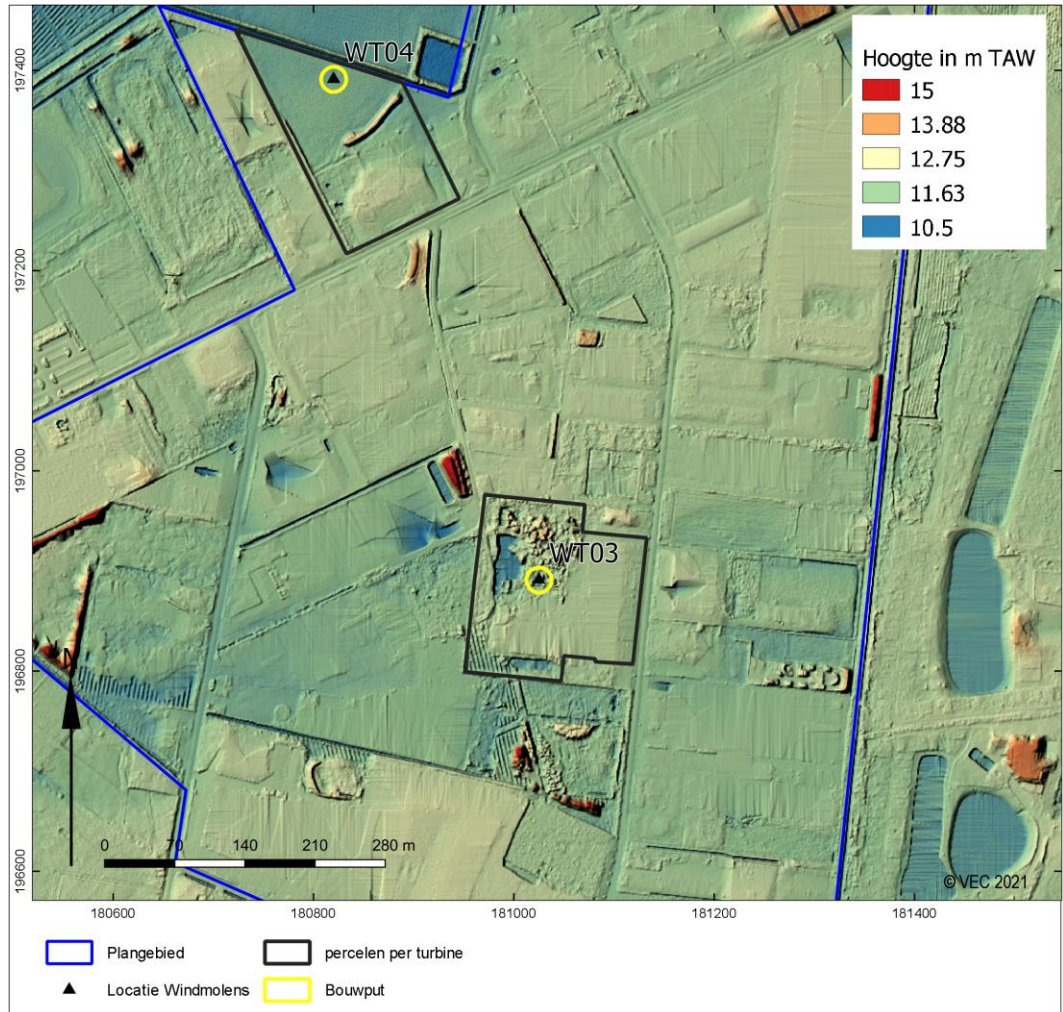 WT04
Hoogte in m TAW
15
13.88
12.75
11.63
10.5
197400
197200
197000
196800
196600
WT03
N
0 70 140 210 280 m
© VEC 2021
180600 180800 181000 181200 181400
Plangebied percelen per turbine
Locatie Windmolens Bouwput